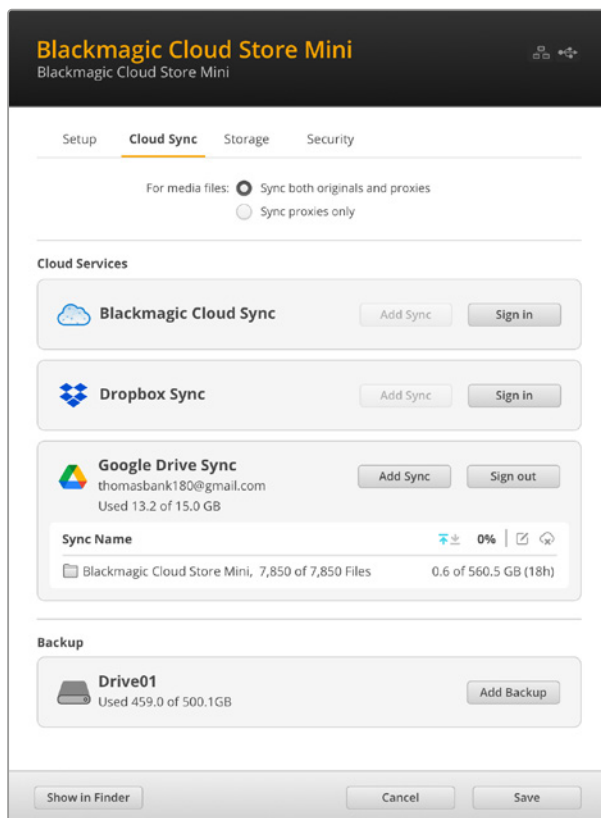 Blackmagic Cloud Store Mini
Blackmagic Cloud Store Mini
Setup Cloud Sync Storage Security
For media files: Sync both originals and proxies
Sync proxies only
Cloud Services
Blackmagic Cloud Sync Add Sync Sign in
Dropbox Sync Add Sync Sign in
Google Drive Sync Add Sync Sign out
thomasbank180@gmail.com
Used 13.2 of 15.0 GB
Sync Name 0%
Blackmagic Cloud Store Mini, 7,850 of 7,850 Files 0.6 of 560.5 GB (18h)
Backup
Drive01 Add Backup
Used 459.0 of 500.1GB
Show in Finder Cancel Save